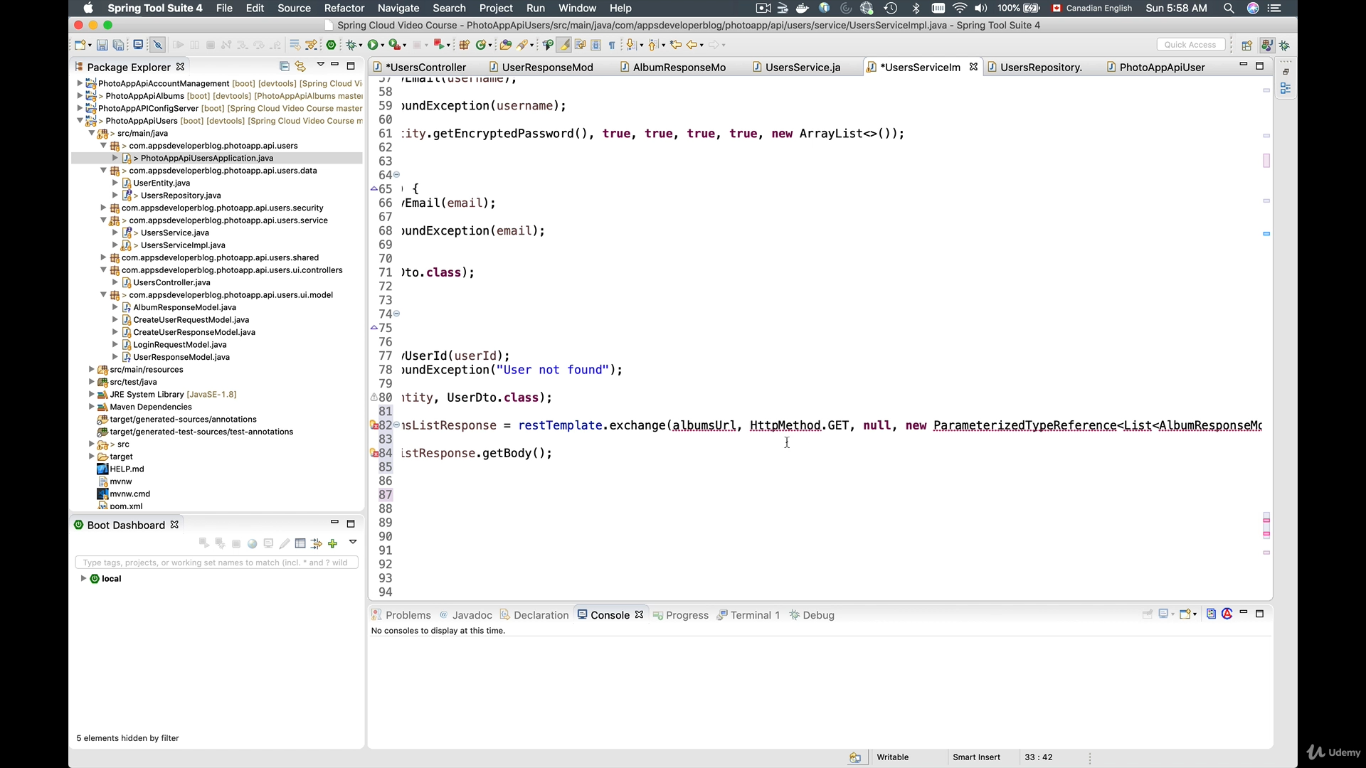 Spring Tool Suite 4 File Edit Source Refactor Navigate Search Project Run Window Help 100% Canadian English Sun 5:58 AM
Spring Cloud Video Course - PhotoAppApiUsers/src/main/java/com/appsdeveloperblog/photoapp/api/users/service/UsersServiceImpl.java - Spring Tool Suite 4
Quick Access
Package Explorer
*UsersController UserResponseMod AlbumResponseMo UsersService.ja *UsersServiceIm UsersRepository. PhotoAppApiUser
PhotoAppApiAccountManagement [boot] [devtools] [Spring Cloud Vid
> PhotoAppApiAlbums [boot] [devtools] [Spring Cloud Video Course m
PhotoAppAPIConfigServer [boot] [Spring Cloud Video Course master
> PhotoAppApiUsers [boot] [devtools] [Spring Cloud Video Course m
> src/main/java
> com.appsdeveloperblog.photoapp.api.users
> PhotoAppApiUsersApplication.java
> com.appsdeveloperblog.photoapp.api.users.data
UserEntity.java
> UsersRepository.java
> com.appsdeveloperblog.photoapp.api.users.security
> com.appsdeveloperblog.photoapp.api.users.service
> UsersService.java
> UsersServiceImpl.java
> com.appsdeveloperblog.photoapp.api.users.shared
> com.appsdeveloperblog.photoapp.api.users.ui.controllers
> UsersController.java
> com.appsdeveloperblog.photoapp.api.users.ui.model
AlbumResponseModel.java
CreateUserRequestModel.java
CreateUserResponseModel.java
LoginRequestModel.java
UserResponseModel.java
src/main/resources
src/test/java
JRE System Library [JavaSE-1.8]
Maven Dependencies
target/generated-sources/annotations
target/generated-test-sources/test-annotations
> src
target
HELP.md
mvnw
mvnw.cmd
pom.xml
57 yEmail(username);
58
59 oundException(username);
60
61 tity.getEncryptedPassword(), true, true, true, true, new ArrayList<>());
62
63
64
65 ) {
66 yEmail(email);
67
68 oundException(email);
69
70
71 Dto.class);
72
73
74
75
76
77 yUserId(userId);
78 oundException("User not found");
79
80 ntity, UserDto.class);
81
82 nsListResponse = restTemplate.exchange(albumsUrl, HttpMethod.GET, null, new ParameterizedTypeReference<List<AlbumResponseMo
83
84 istResponse.getBody();
85
86
87
88
89
90
91
92
93
94
Boot Dashboard
Type tags, projects, or working set names to match (incl. * and ? wild
local
5 elements hidden by filter
Problems Javadoc Declaration Console Progress Terminal 1 Debug
No consoles to display at this time.
Writable Smart Insert 33 : 42
Udemy